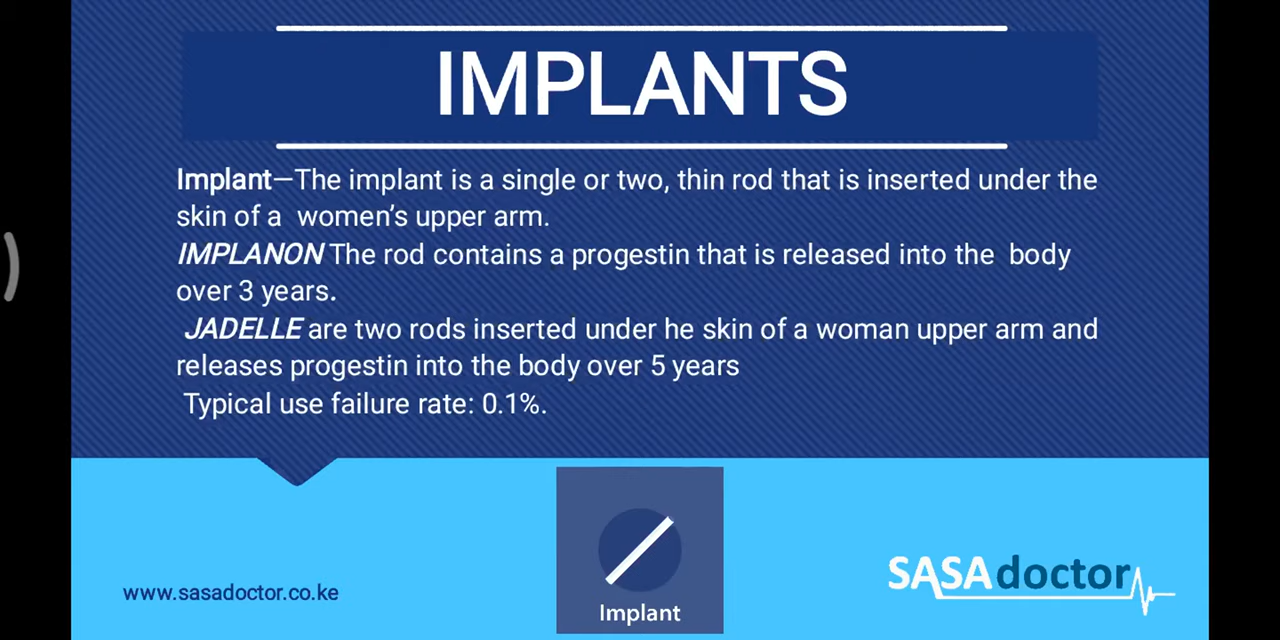 IMPLANTS
Implant—The implant is a single or two, thin rod that is inserted under the
skin of a women's upper arm.
IMPLANON The rod contains a progestin that is released into the body
over 3 years.
JADELLE are two rods inserted under he skin of a woman upper arm and
releases progestin into the body over 5 years
Typical use failure rate: 0.1%.
Implant
www.sasadoctor.co.ke
SASAdoctor